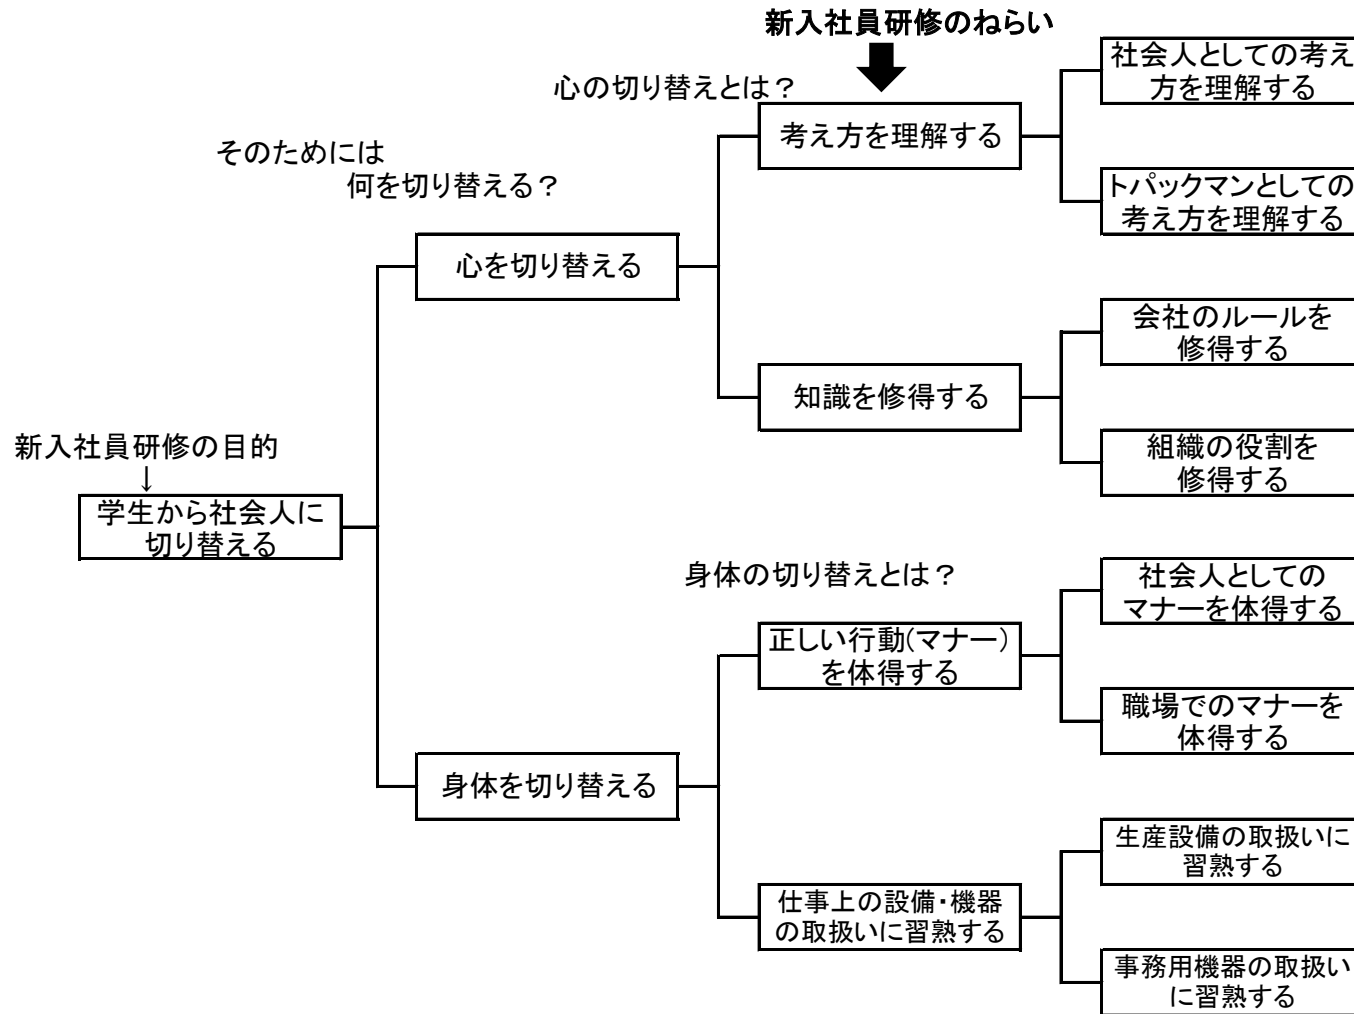 新入社員研修のねらい
心の切り替えとは？
そのためには
何を切り替える？
社会人としての考え
方を理解する
考え方を理解する
トパックマンとしての
考え方を理解する
心を切り替える
会社のルールを
修得する
知識を修得する
組織の役割を
修得する
新入社員研修の目的
↓
学生から社会人に
切り替える
身体の切り替えとは？
社会人としての
マナーを体得する
正しい行動(マナー)
を体得する
職場でのマナーを
体得する
身体を切り替える
生産設備の取扱いに
習熟する
仕事上の設備・機器
の取扱いに習熟する
事務用機器の取扱い
に習熟する